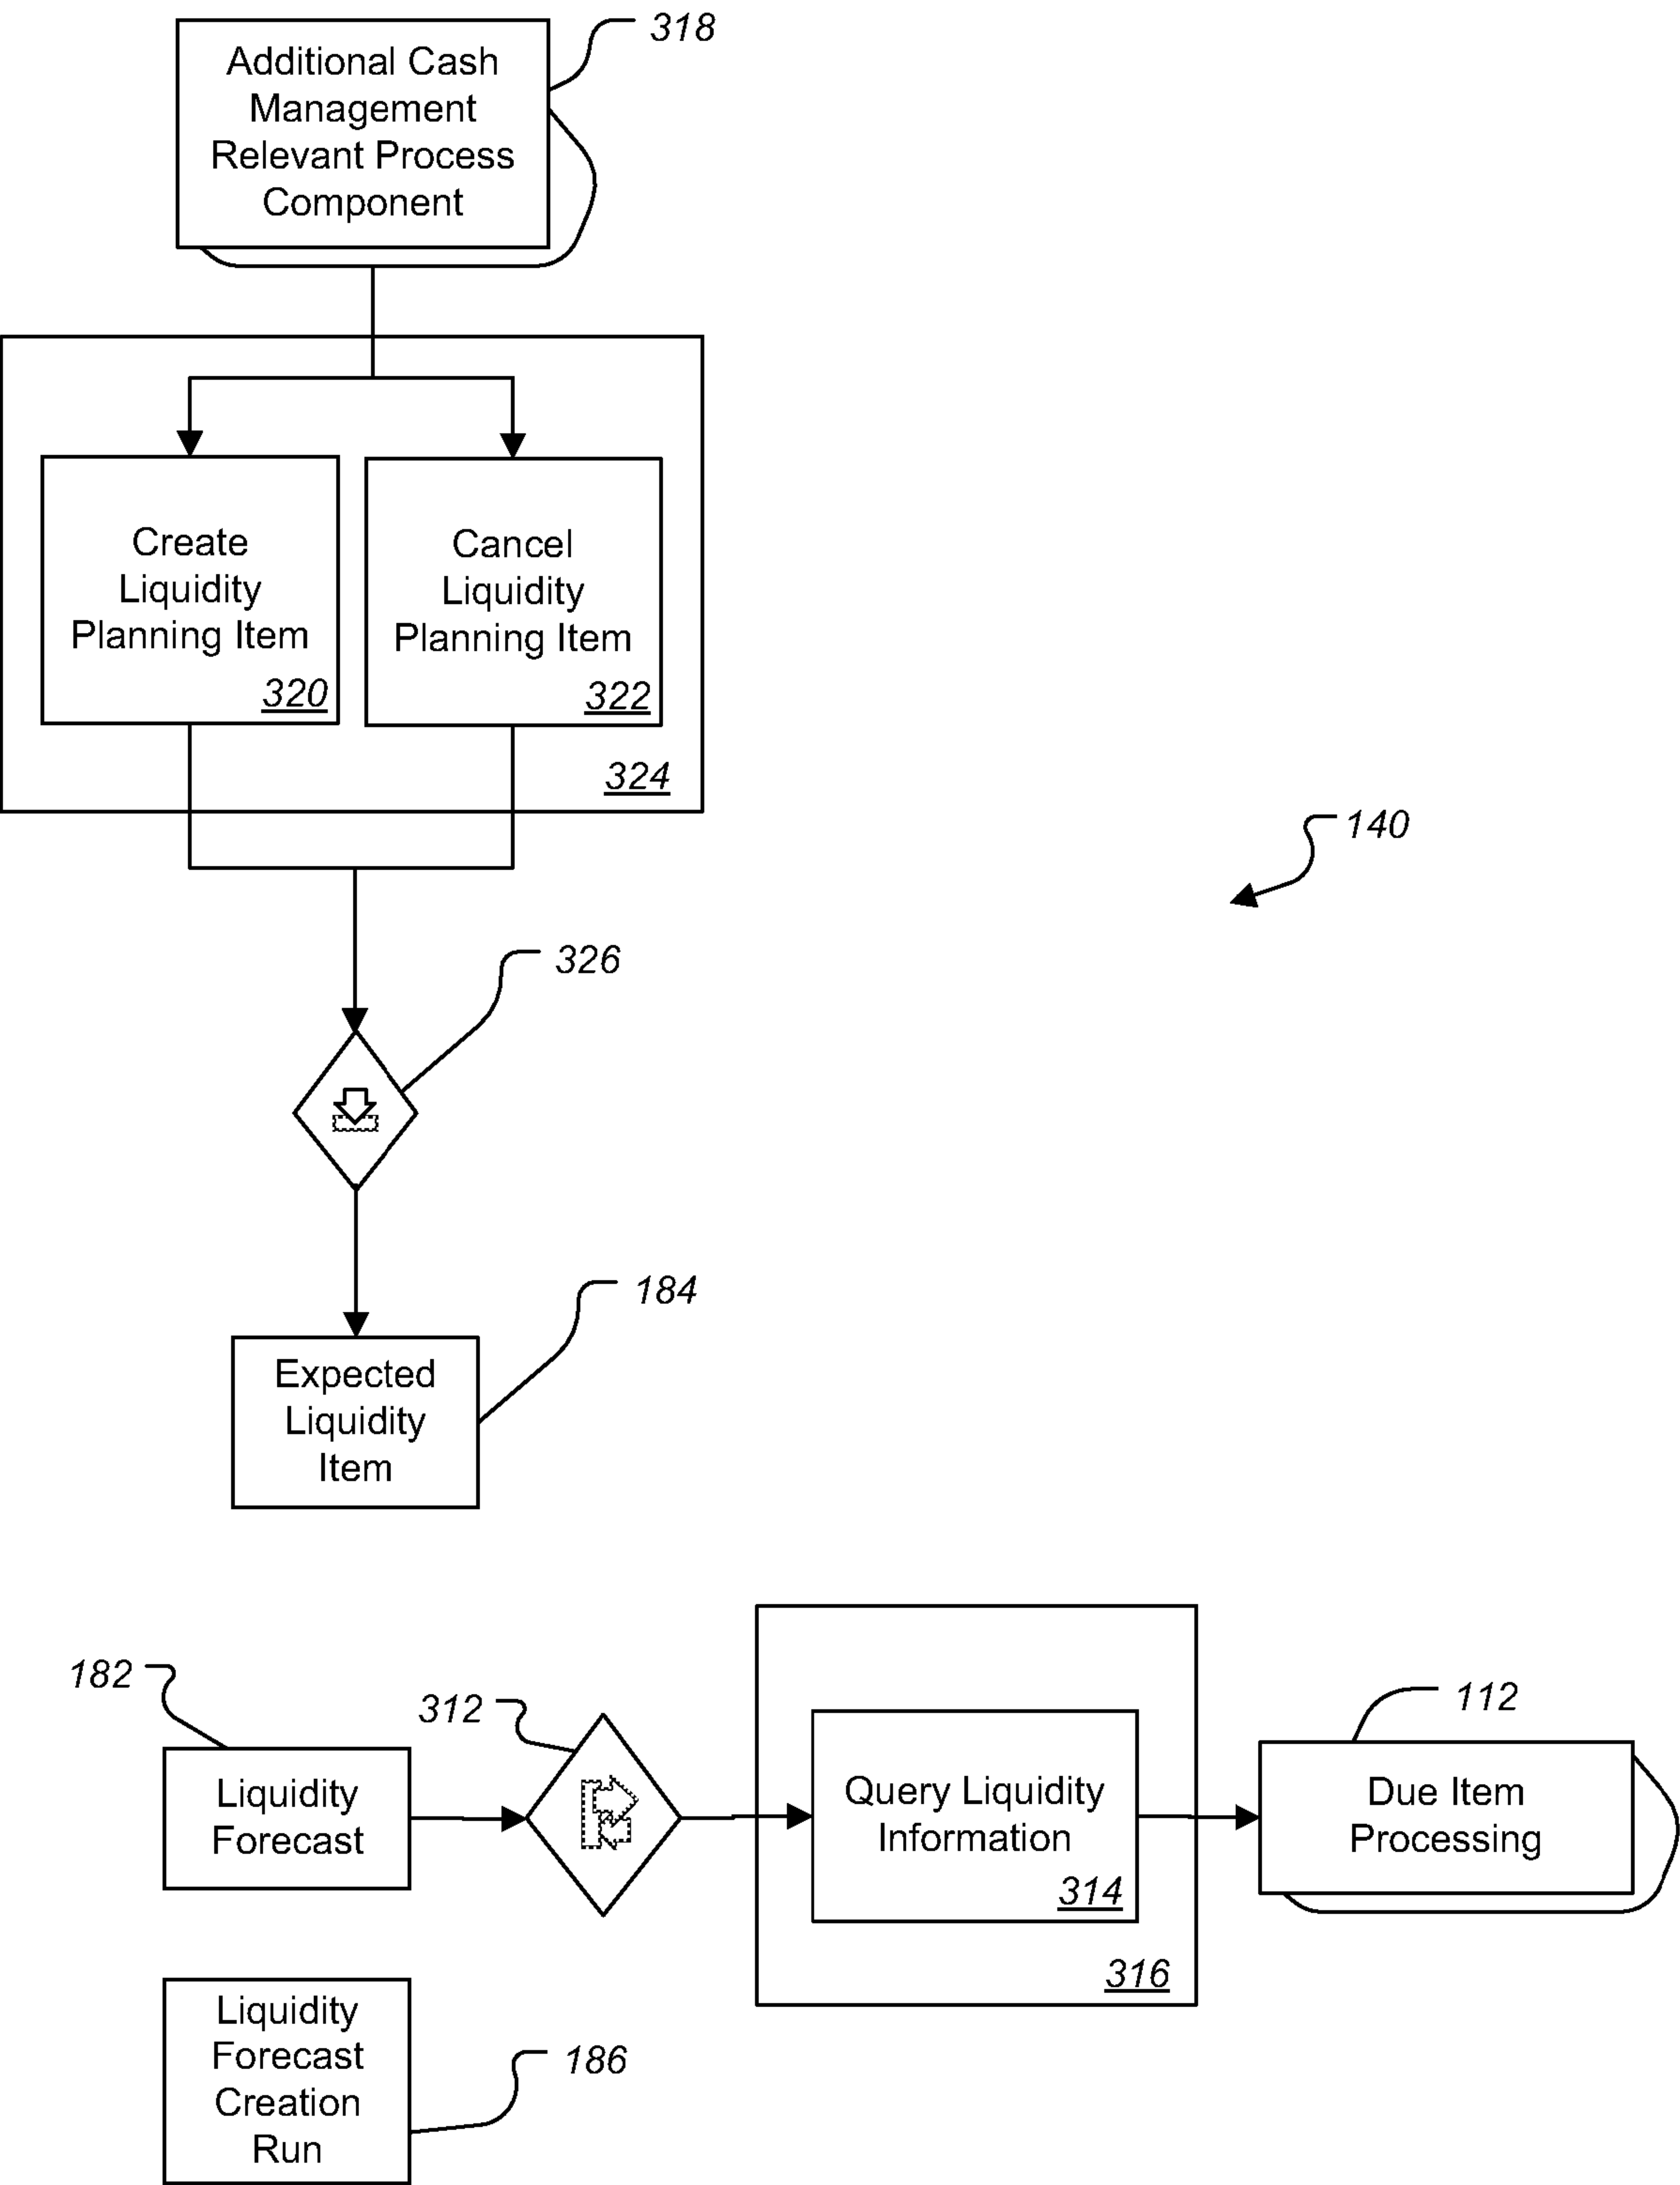 318
Additional Cash
Management
Relevant Process
Component
Create
Liquidity
Planning Item
320
Cancel
Liquidity
Planning Item
322
324
140
326
184
Expected
Liquidity
Item
182
Liquidity
Forecast
312
Query Liquidity
Information
314
316
112
Due Item
Processing
Liquidity
Forecast
Creation
Run
186